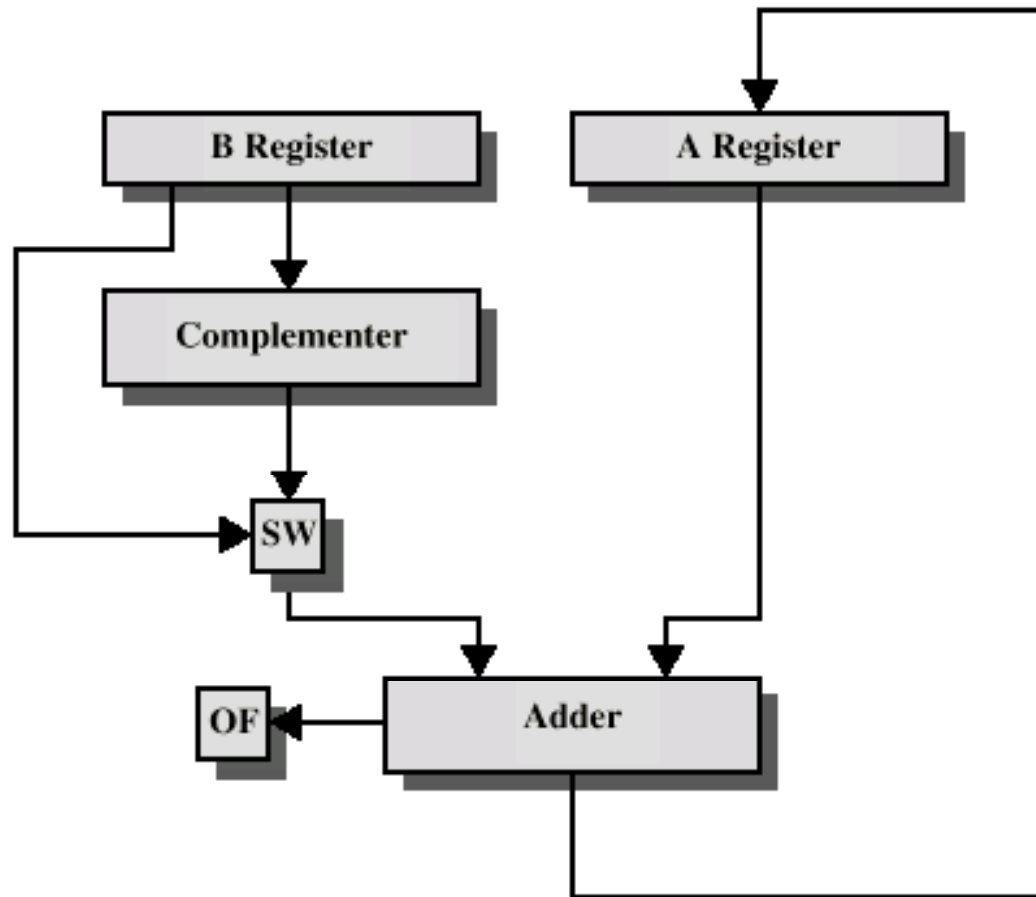 B Register
A Register
Complementer
SW
OF
Adder